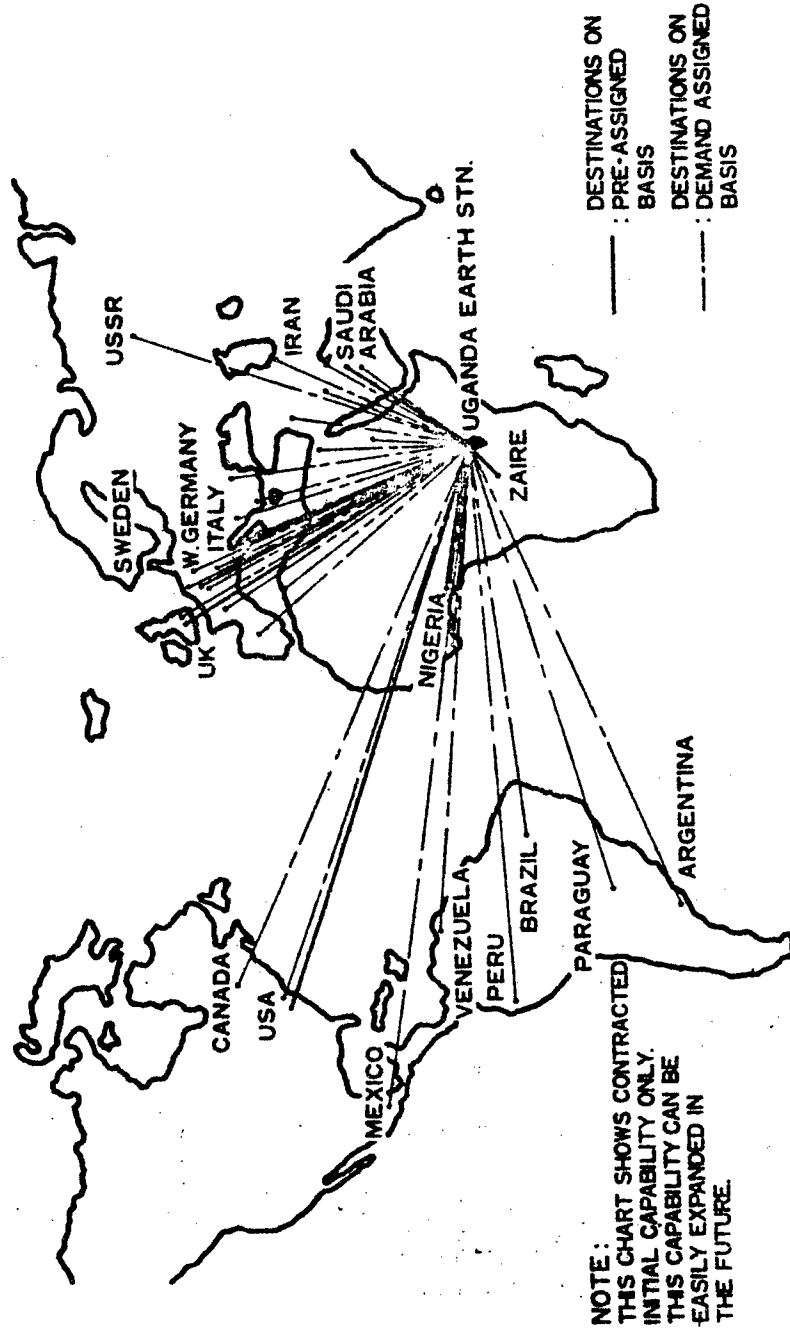 USSR
SWEDEN
W. GERMANY
ITALY
UK
IRAN
SAUDI
ARABIA
UGANDA EARTH STN.
ZAIRE
NIGERIA
CANADA
USA
MEXICO
VENEZUELA
PERU
BRAZIL
PARAGUAY
ARGENTINA
NOTE:
THIS CHART SHOWS CONTRACTED
INITIAL CAPABILITY ONLY.
THIS CAPABILITY CAN BE
EASILY EXPANDED IN
THE FUTURE.
DESTINATIONS ON
: PRE-ASSIGNED
BASIS
DESTINATIONS ON
: DEMAND ASSIGNED
BASIS